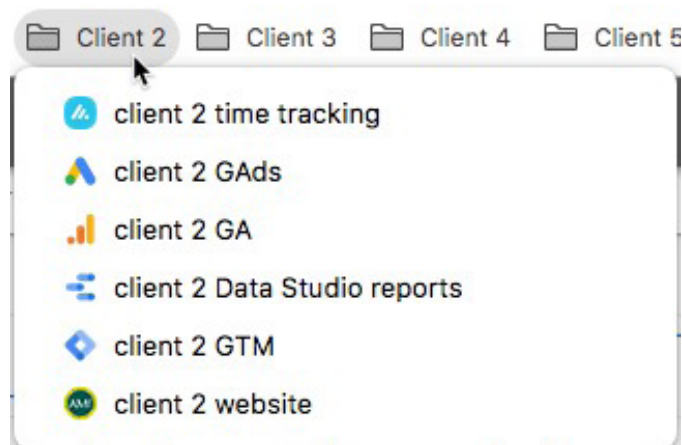 Client 2 Client 3 Client 4 Client 5
client 2 time tracking
client 2 GAds
client 2 GA
client 2 Data Studio reports
client 2 GTM
AMI client 2 website